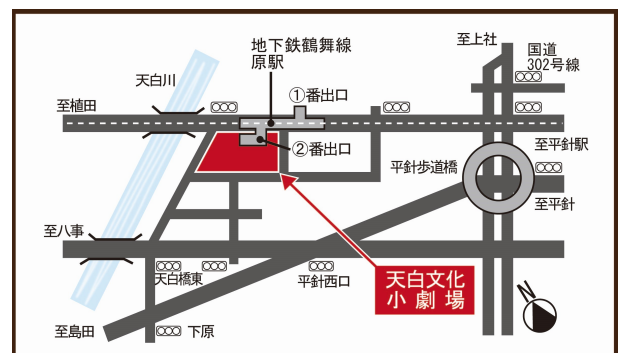 至上社
国道
302号線
地下鉄鶴舞線
原駅
天白川
①番出口
至植田
②番出口
至平針駅
平針歩道橋
至平針
至八事
天白橋東
平針西口
天白文化
小劇場
至島田
下原
N